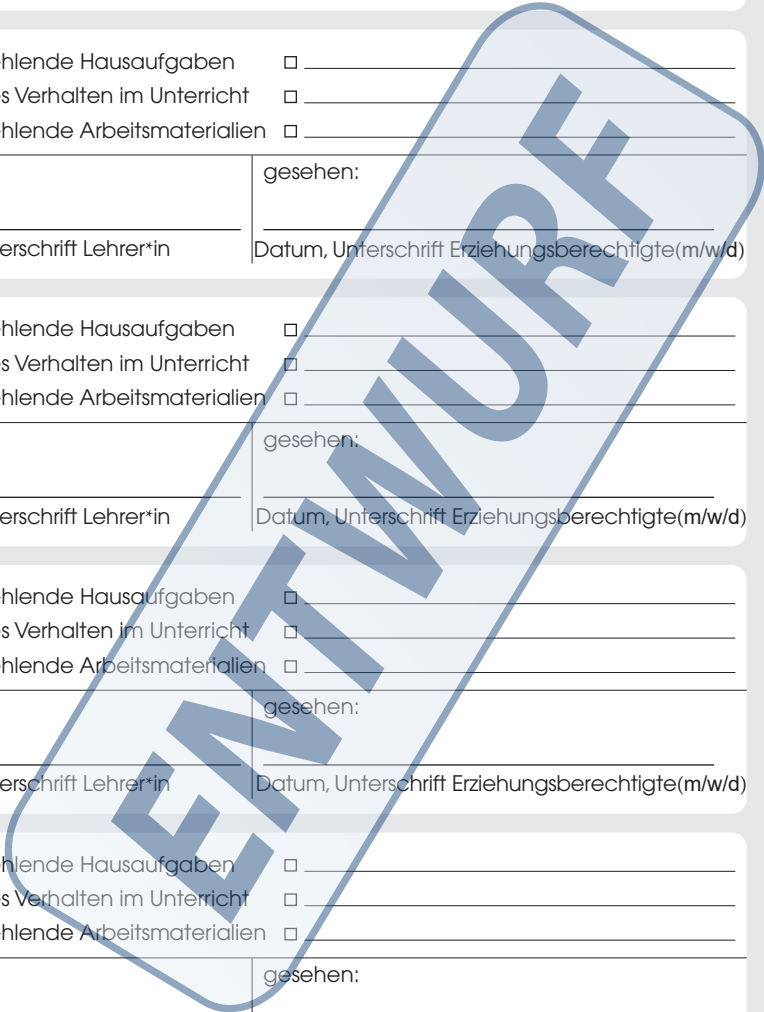 hlende Hausaufgaben
s Verhalten im Unterricht
hlende Arbeitsmaterialien
gesehen:
erschrift Lehrer*in
Datum, Unterschrift Erziehungsberechtigte(m/w/d)
hlende Hausaufgaben
s Verhalten im Unterricht
hlende Arbeitsmaterialien
gesehen:
erschrift Lehrer*in
Datum, Unterschrift Erziehungsberechtigte(m/w/d)
hlende Hausaufgaben
s Verhalten im Unterricht
hlende Arbeitsmaterialien
gesehen:
erschrift Lehrer*in
Datum, Unterschrift Erziehungsberechtigte(m/w/d)
hlende Hausaufgaben
s Verhalten im Unterricht
hlende Arbeitsmaterialien
gesehen:
ENTWURF